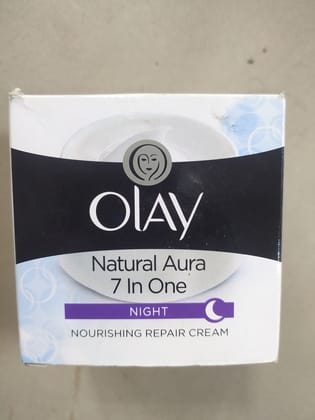 OLAY
Natural Aura
7 In One
NIGHT
NOURISHING REPAIR CREAM